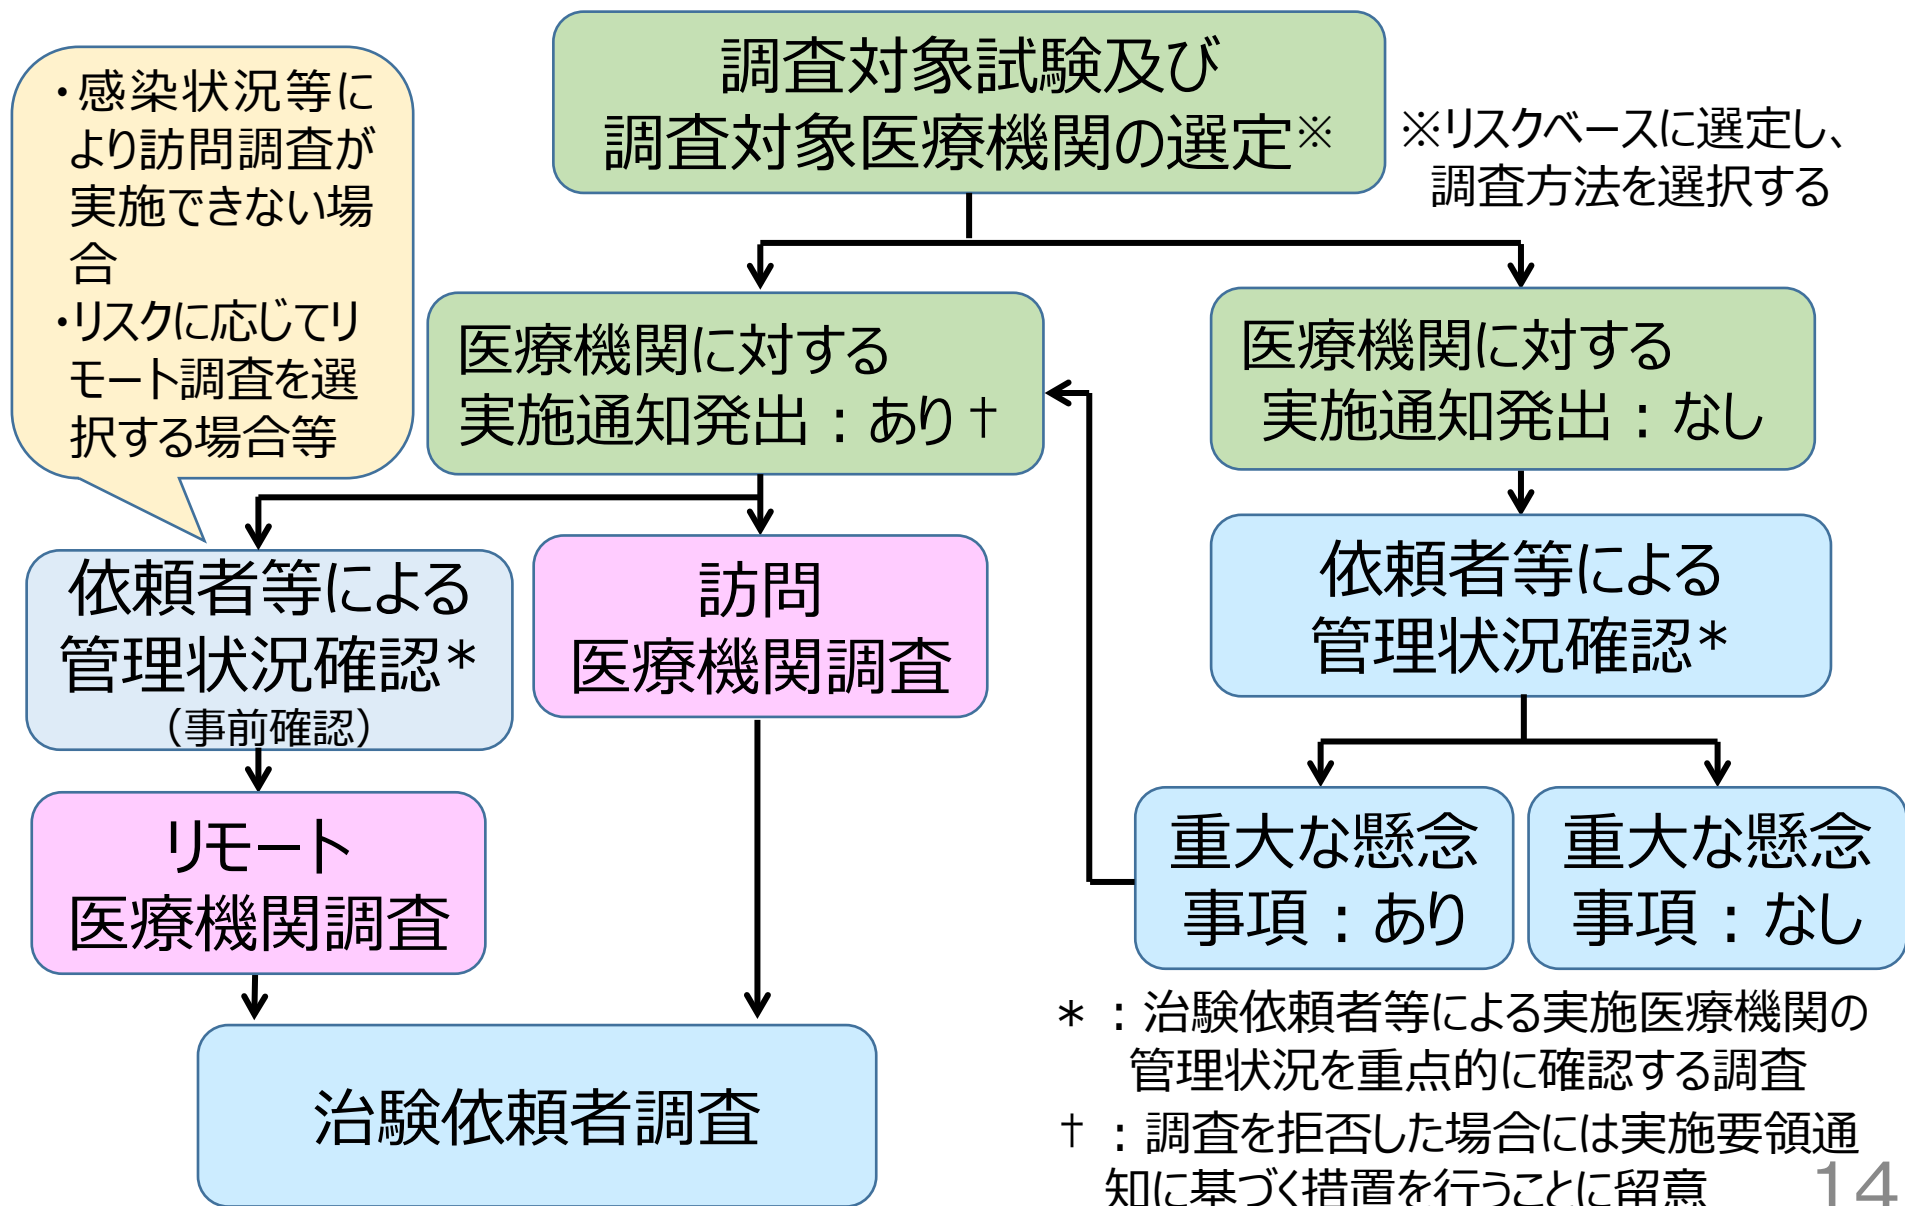 調査対象試験及び
調査対象医療機関の選定※
※リスクベースに選定し、
調査方法を選択する
・感染状況等に
より訪問調査が
実施できない場
合
・リスクに応じてリ
モート調査を選
択する場合等
医療機関に対する
実施通知発出：あり†
医療機関に対する
実施通知発出：なし
依頼者等による
管理状況確認*
（事前確認）
訪問
医療機関調査
依頼者等による
管理状況確認*
リモート
医療機関調査
重大な懸念
事項：あり
重大な懸念
事項：なし
治験依頼者調査
*：治験依頼者等による実施医療機関の
管理状況を重点的に確認する調査
†：調査を拒否した場合には実施要領通
知に基づく措置を行うことに留意
14